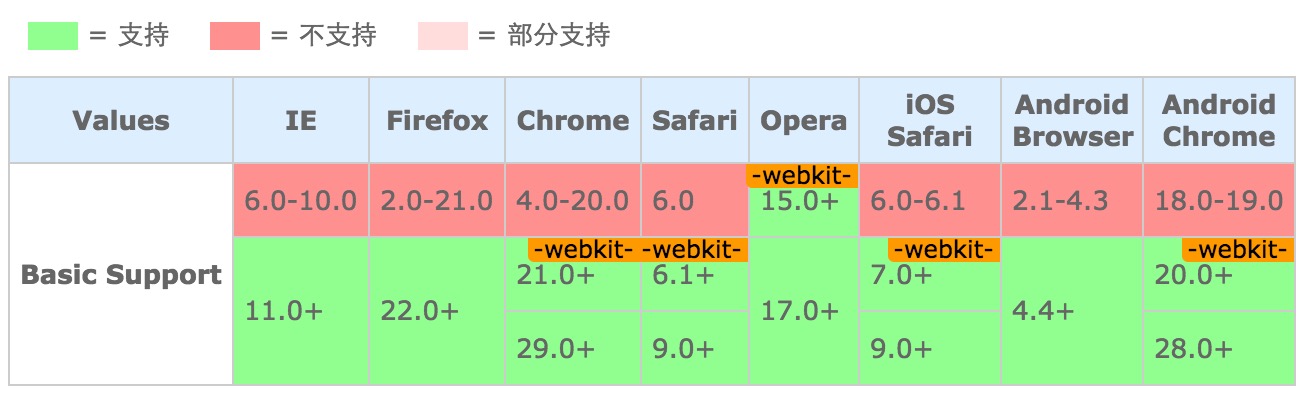 = 支持 = 不支持 = 部分支持
Values IE Firefox Chrome Safari Opera iOS Safari Android Browser Android Chrome
-webkit-
6.0-10.0 2.0-21.0 4.0-20.0 6.0 15.0+ 6.0-6.1 2.1-4.3 18.0-19.0
-webkit- -webkit- -webkit- -webkit-
Basic Support 21.0+ 6.1+ 7.0+ 20.0+
11.0+ 22.0+ 17.0+ 4.4+
29.0+ 9.0+ 9.0+ 28.0+